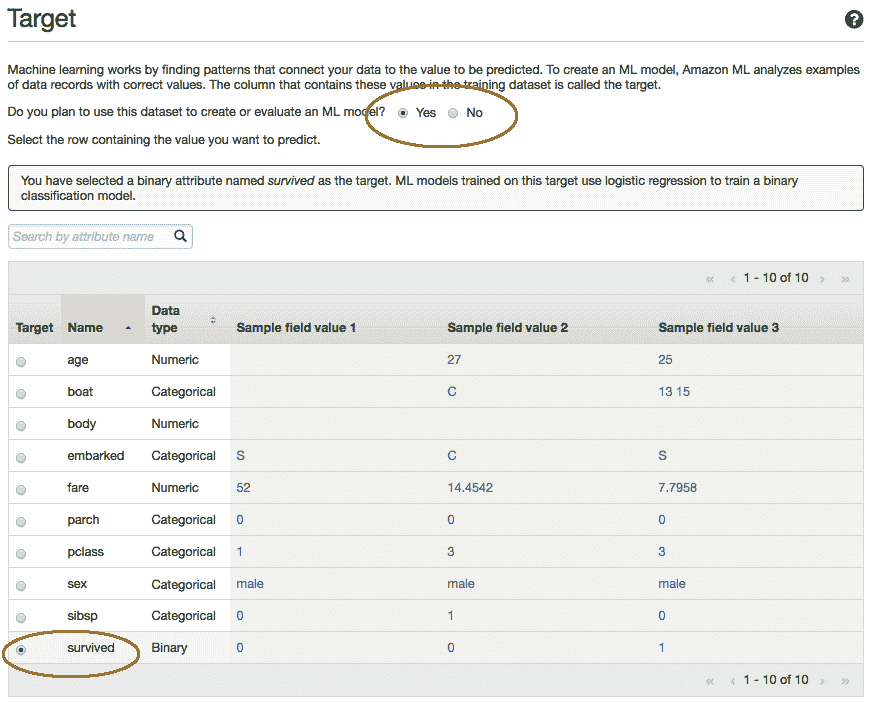 Target
?
Machine learning works by finding patterns that connect your data to the value to be predicted. To create an ML model, Amazon ML analyzes examples
of data records with correct values. The column that contains these values in the training dataset is called the target.
Do you plan to use this dataset to create or evaluate an ML model? Yes No
Select the row containing the value you want to predict.
You have selected a binary attribute named survived as the target. ML models trained on this target use logistic regression to train a binary
classification model.
Search by attribute name
« ‹ 1 - 10 of 10 › »
Target Name Data type Sample field value 1 Sample field value 2 Sample field value 3
age Numeric 27 25
boat Categorical C 13 15
body Numeric
embarked Categorical S C S
fare Numeric 52 14.4542 7.7958
parch Categorical 0 0 0
pclass Categorical 1 3 3
sex Categorical male male male
sibsp Categorical 0 1 0
survived Binary 0 0 1
« ‹ 1 - 10 of 10 › »